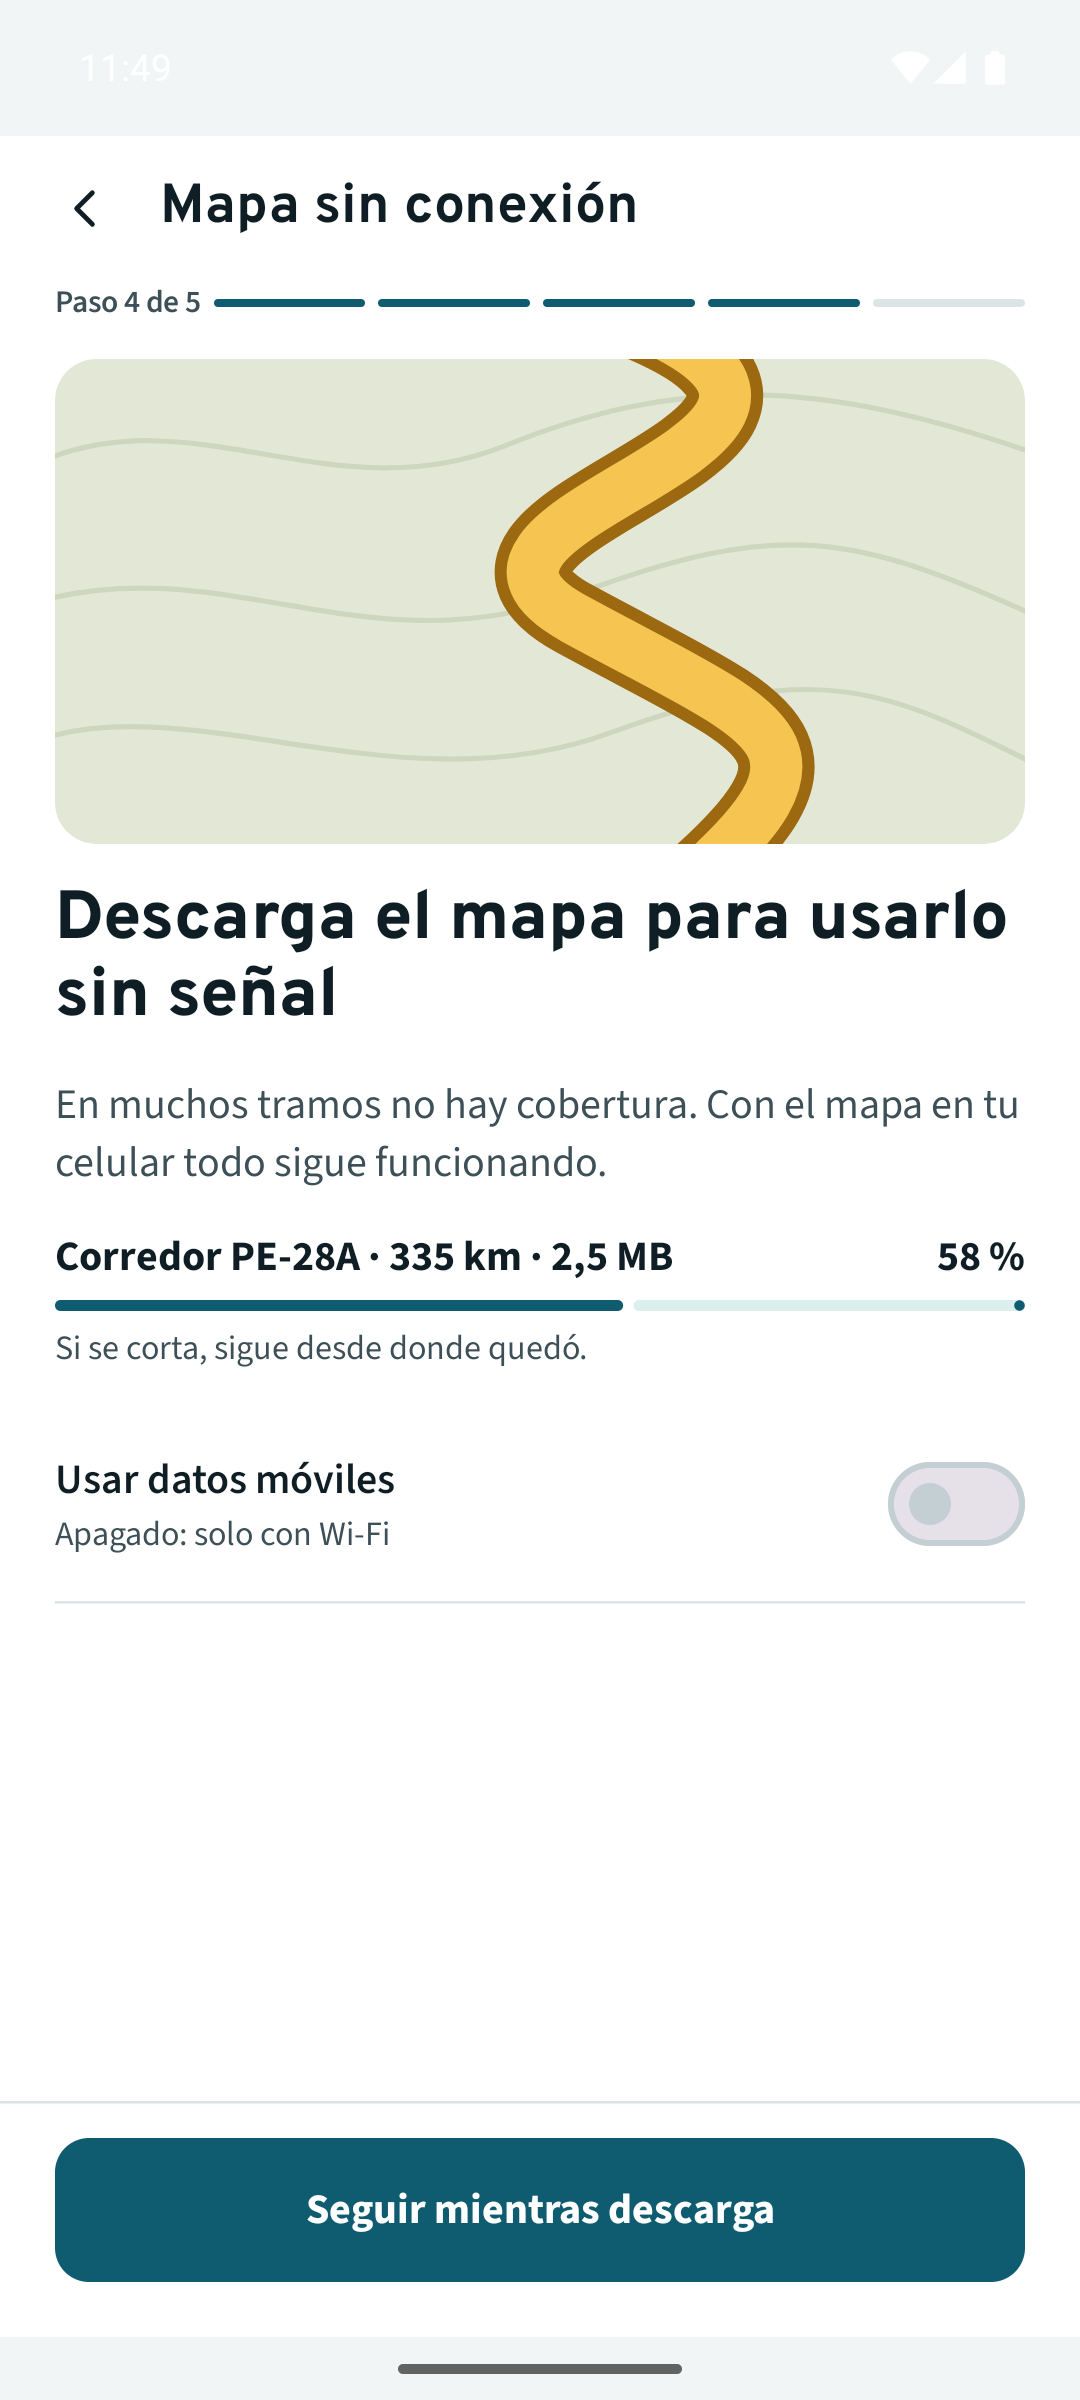 11:49
Mapa sin conexión
Paso 4 de 5
Descarga el mapa para usarlo
sin señal
En muchos tramos no hay cobertura. Con el mapa en tu
celular todo sigue funcionando.
Corredor PE-28A · 335 km · 2,5 MB 58 %
Si se corta, sigue desde donde quedó.
Usar datos móviles
Apagado: solo con Wi-Fi
Seguir mientras descarga